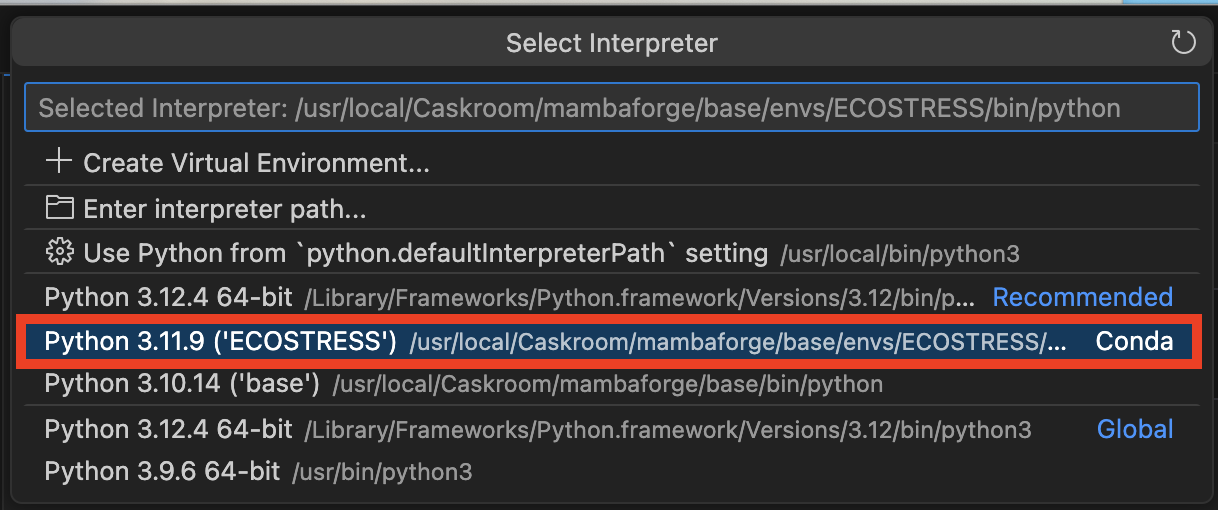 Select Interpreter
Selected Interpreter: /usr/local/Caskroom/mambaforge/base/envs/ECOSTRESS/bin/python
Create Virtual Environment...
Enter interpreter path...
Use Python from `python.defaultInterpreterPath` setting /usr/local/bin/python3
Python 3.12.4 64-bit /Library/Frameworks/Python.framework/Versions/3.12/bin/p... Recommended
Python 3.11.9 ('ECOSTRESS') /usr/local/Caskroom/mambaforge/base/envs/ECOSTRESS/... Conda
Python 3.10.14 ('base') /usr/local/Caskroom/mambaforge/base/bin/python
Python 3.12.4 64-bit /Library/Frameworks/Python.framework/Versions/3.12/bin/python3 Global
Python 3.9.6 64-bit /usr/bin/python3